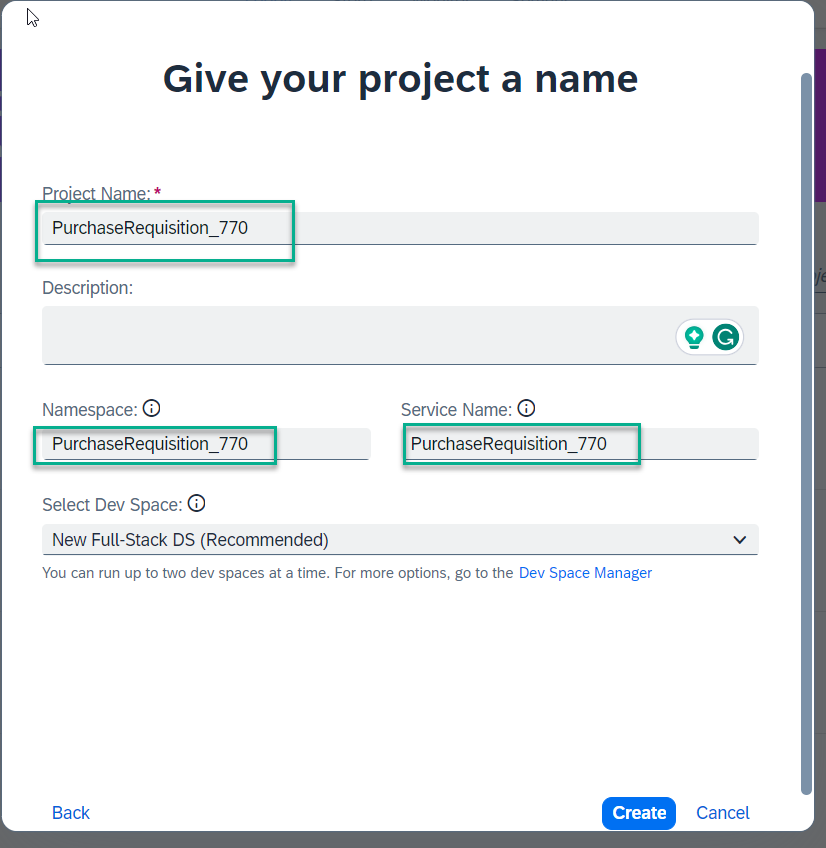 Give your project a name
Project Name: *
PurchaseRequisition_770
Description:
Namespace:
Service Name:
PurchaseRequisition_770
PurchaseRequisition_770
Select Dev Space:
New Full-Stack DS (Recommended)
You can run up to two dev spaces at a time. For more options, go to the Dev Space Manager
Back
Create
Cancel